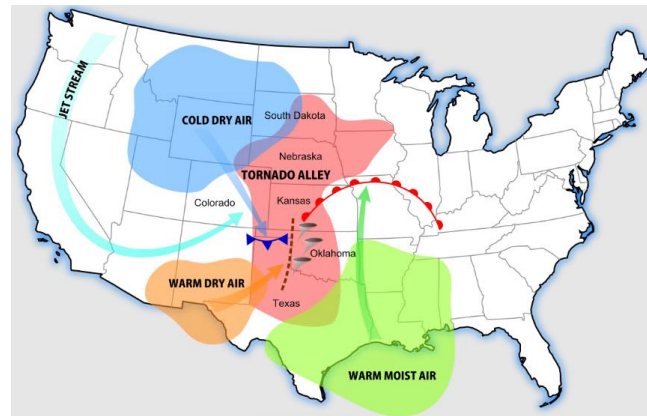 JET STREAM
COLD DRY AIR
South Dakota
Nebraska
TORNADO ALLEY
Colorado
Kansas
Oklahoma
WARM DRY AIR
Texas
WARM MOIST AIR